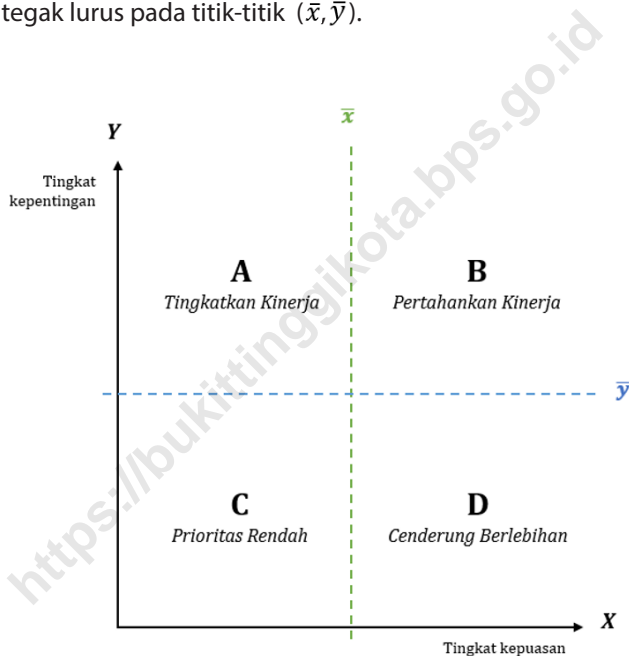 tegak lurus pada titik-titik (x̄, ȳ).
x̄
Y
Tingkat
kepentingan
A
B
Tingkatkan Kinerja
Pertahankan Kinerja
ȳ
C
D
Prioritas Rendah
Cenderung Berlebihan
X
Tingkat kepuasan
https://bukittinggikota.bps.go.id